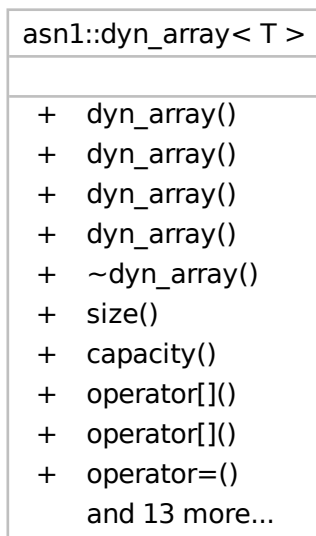 asn1::dyn_array< T >
+ dyn_array()
+ dyn_array()
+ dyn_array()
+ dyn_array()
+ ~dyn_array()
+ size()
+ capacity()
+ operator[]()
+ operator[]()
+ operator=()
and 13 more...